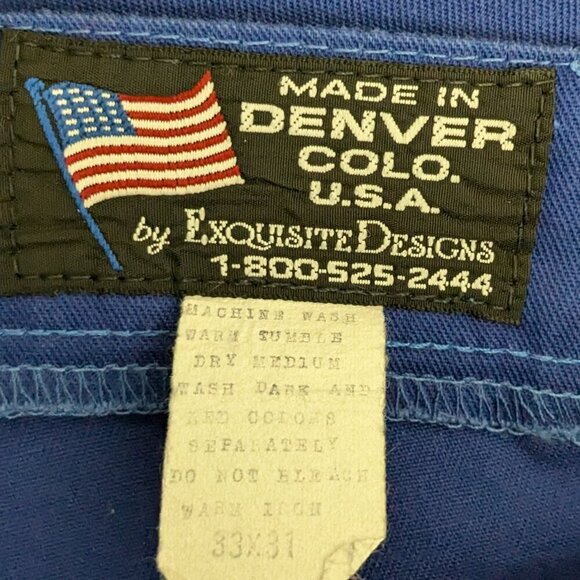 MADE IN
DENVER
COLO.
U.S.A.
by EXQUISITE DESIGNS
1-800-525-2444
MACHINE WASH
WARM TUMBLE
DRY MEDIUM
WASH DARK AND
RED COLORS
SEPARATELY
DO NOT BLEACH
WARM IRON
33X31